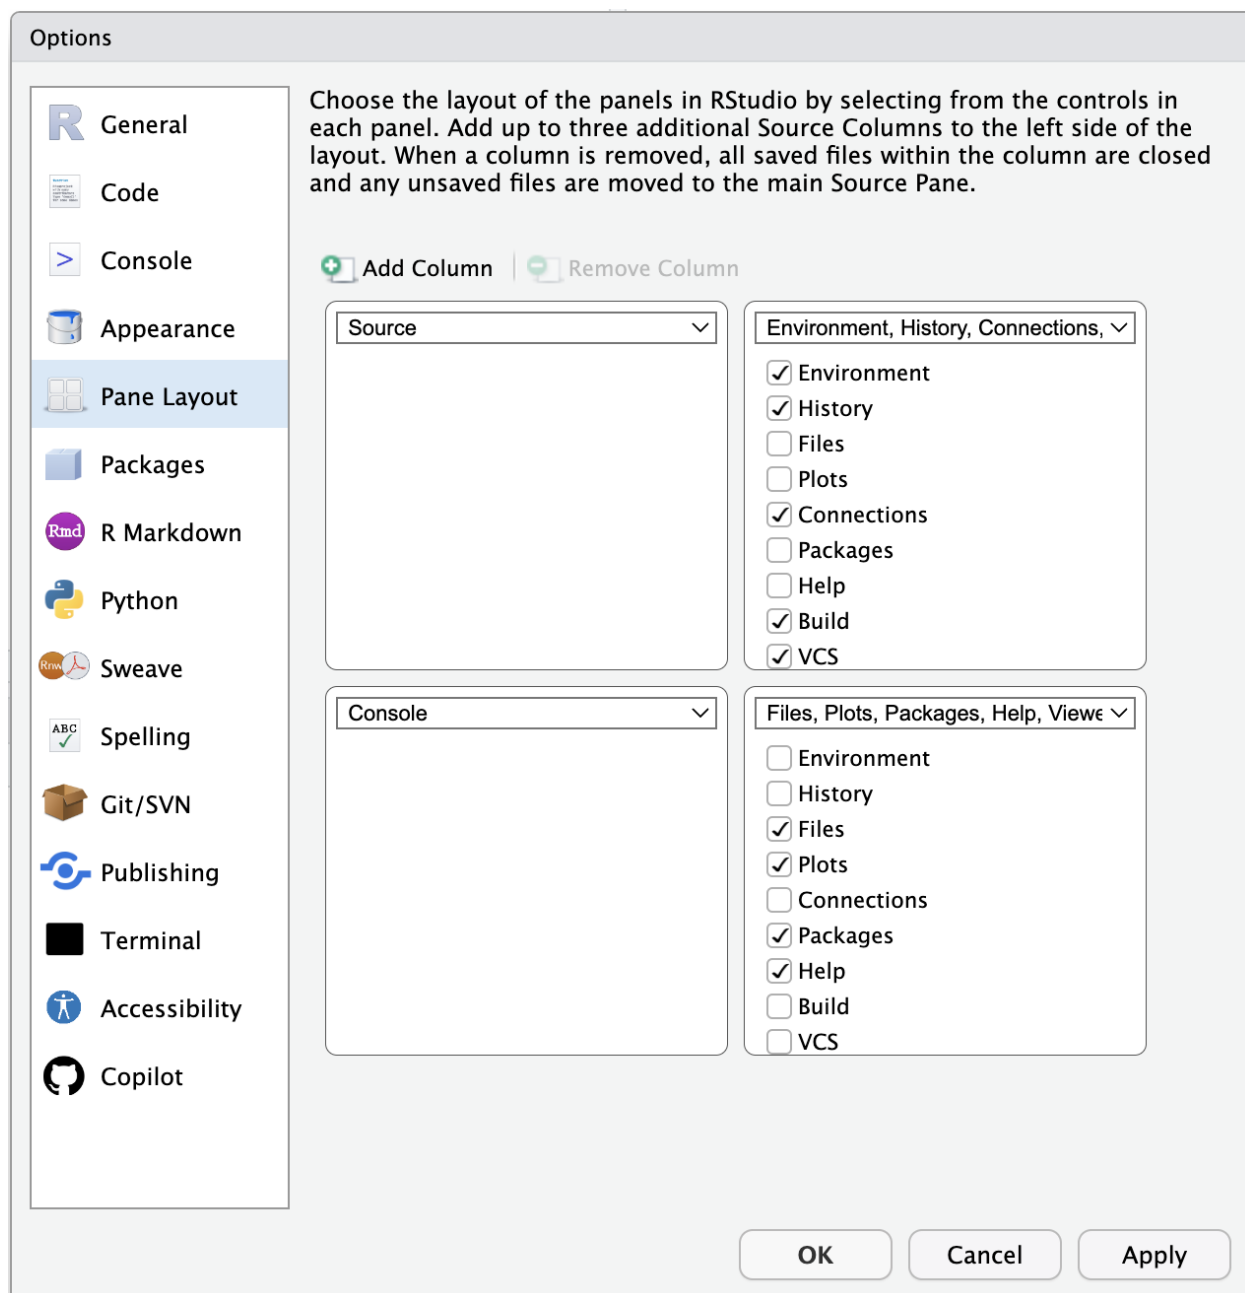 Options
General
Code
Console
Appearance
Pane Layout
Packages
Rmd R Markdown
Python
Rnw Sweave
ABC Spelling
Git/SVN
Publishing
Terminal
Accessibility
Copilot
Choose the layout of the panels in RStudio by selecting from the controls in
each panel. Add up to three additional Source Columns to the left side of the
layout. When a column is removed, all saved files within the column are closed
and any unsaved files are moved to the main Source Pane.
Add Column Remove Column
Source
Environment, History, Connections,
Environment
History
Files
Plots
Connections
Packages
Help
Build
VCS
Console
Files, Plots, Packages, Help, Viewe
Environment
History
Files
Plots
Connections
Packages
Help
Build
VCS
OK Cancel Apply